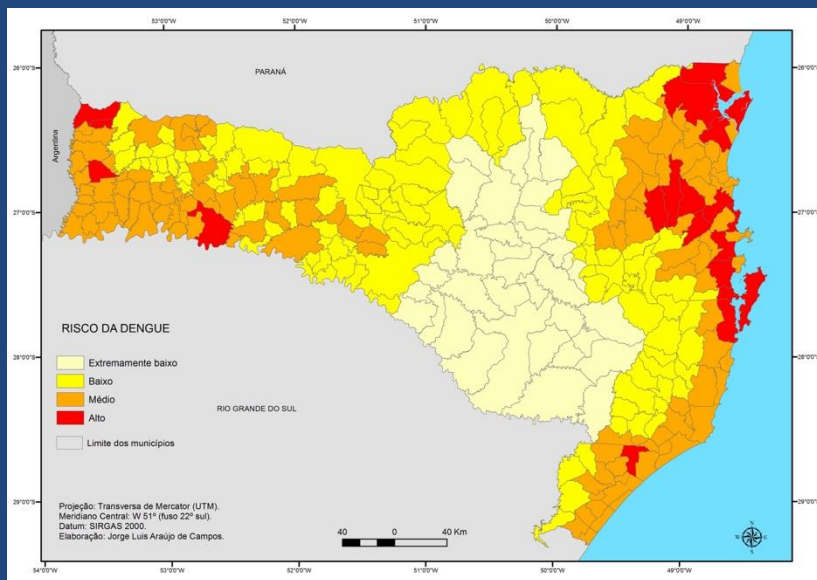 53°0'0"W 52°0'0"W 51°0'0"W 50°0'0"W 49°0'0"W
26°0'0"S
26°0'0"S
PARANÁ
Argentina
27°0'0"S
27°0'0"S
RISCO DA DENGUE
Extremamente baixo
Baixo
Médio
Alto
Limite dos municípios
28°0'0"S
28°0'0"S
RIO GRANDE DO SUL
Projeção: Transversa de Mercator (UTM).
Meridiano Central: W 51º (fuso 22º sul).
Datum: SIRGAS 2000.
Elaboração: Jorge Luis Araújo de Campos.
29°0'0"S
29°0'0"S
40 0 40 Km
N
W E
S
54°0'0"W 53°0'0"W 52°0'0"W 51°0'0"W 50°0'0"W 49°0'0"W